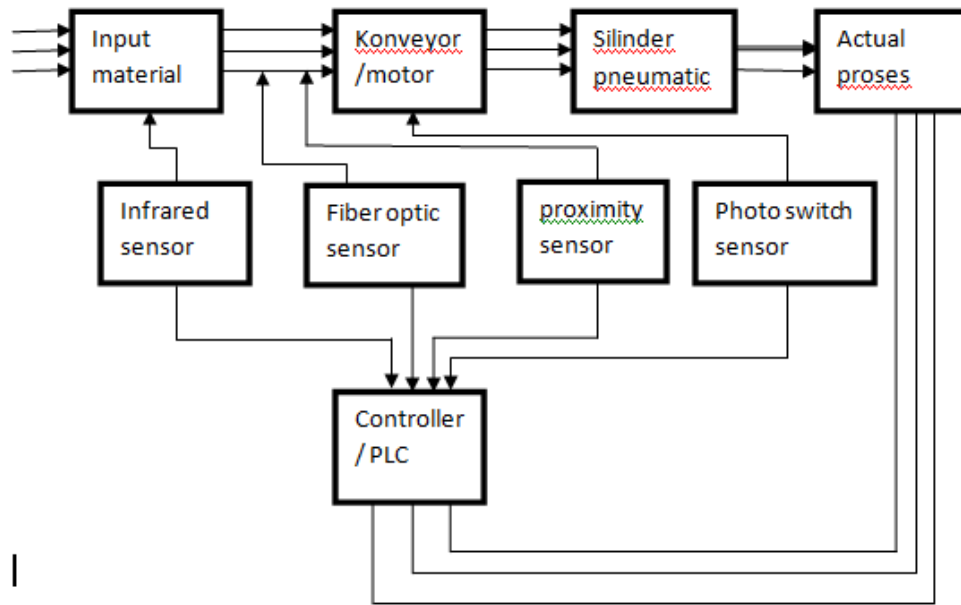 Input
material
Konveyor
/motor
Silinder
pneumatic
Actual
proses
Infrared
sensor
Fiber optic
sensor
proximity
sensor
Photo switch
sensor
Controller
/ PLC